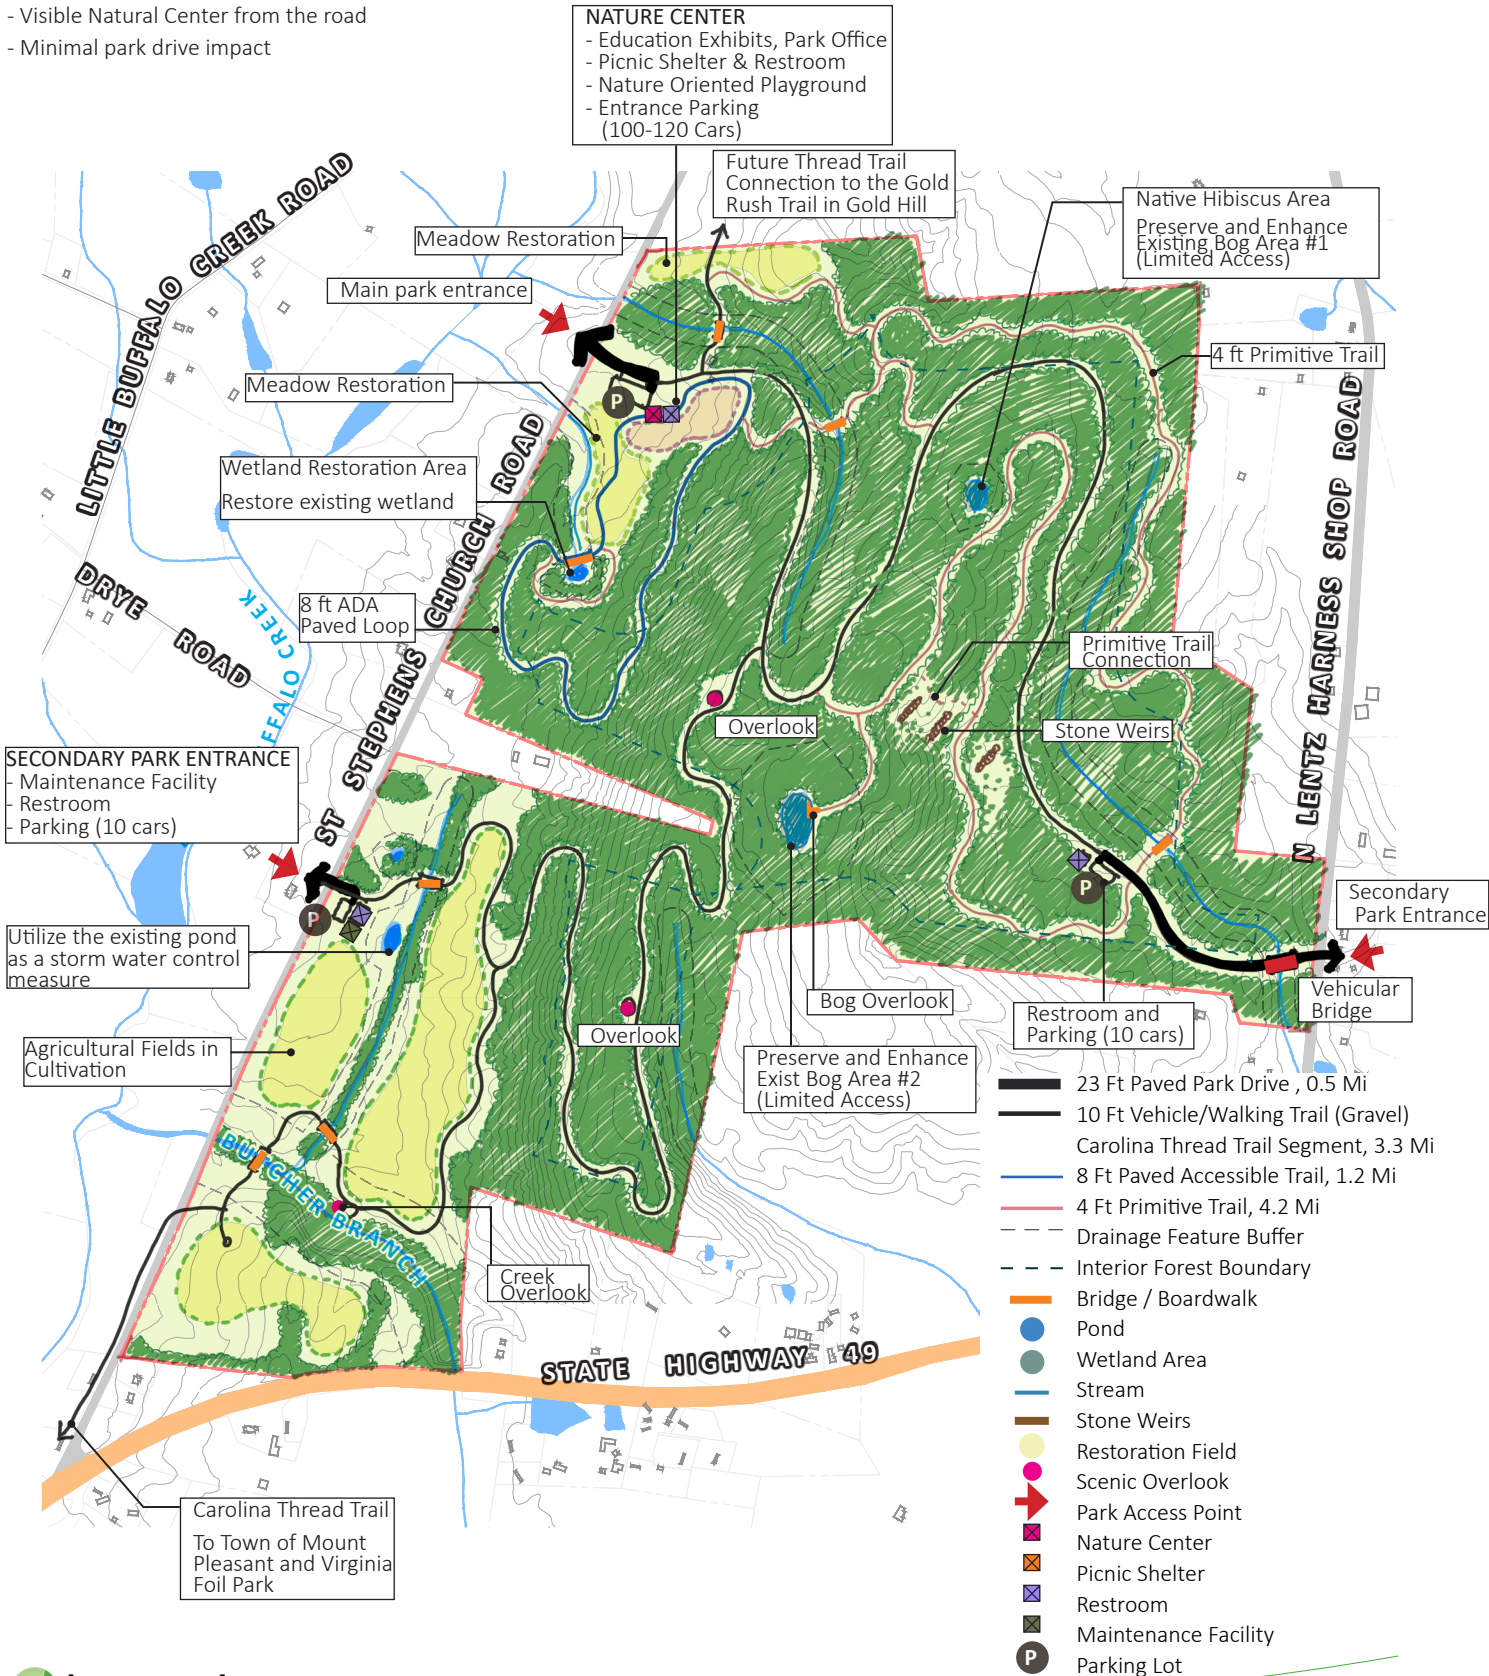 - Visible Natural Center from the road
- Minimal park drive impact
NATURE CENTER
- Education Exhibits, Park Office
- Picnic Shelter & Restroom
- Nature Oriented Playground
- Entrance Parking
(100-120 Cars)
Future Thread Trail
Connection to the Gold
Rush Trail in Gold Hill
Native Hibiscus Area
Preserve and Enhance
Existing Bog Area #1
(Limited Access)
Meadow Restoration
Main park entrance
4 ft Primitive Trail
Meadow Restoration
Wetland Restoration Area
Restore existing wetland
8 ft ADA
Paved Loop
LITTLE BUFFALO CREEK ROAD
DRYE ROAD
ST STEPHENS CHURCH ROAD
N LENTZ HARNESS SHOP ROAD
FFALO CREEK
Primitive Trail
Connection
Stone Weirs
Overlook
SECONDARY PARK ENTRANCE
- Maintenance Facility
- Restroom
- Parking (10 cars)
P
P
P
Utilize the existing pond
as a storm water control
measure
Agricultural Fields in
Cultivation
Overlook
Bog Overlook
Preserve and Enhance
Exist Bog Area #2
(Limited Access)
Restroom and
Parking (10 cars)
Secondary
Park Entrance
Vehicular
Bridge
BUTCHER BRANCH
Creek
Overlook
STATE HIGHWAY 49
Carolina Thread Trail
To Town of Mount
Pleasant and Virginia
Foil Park
23 Ft Paved Park Drive , 0.5 Mi
10 Ft Vehicle/Walking Trail (Gravel)
Carolina Thread Trail Segment, 3.3 Mi
8 Ft Paved Accessible Trail, 1.2 Mi
4 Ft Primitive Trail, 4.2 Mi
Drainage Feature Buffer
Interior Forest Boundary
Bridge / Boardwalk
Pond
Wetland Area
Stream
Stone Weirs
Restoration Field
Scenic Overlook
Park Access Point
Nature Center
Picnic Shelter
Restroom
Maintenance Facility
P Parking Lot